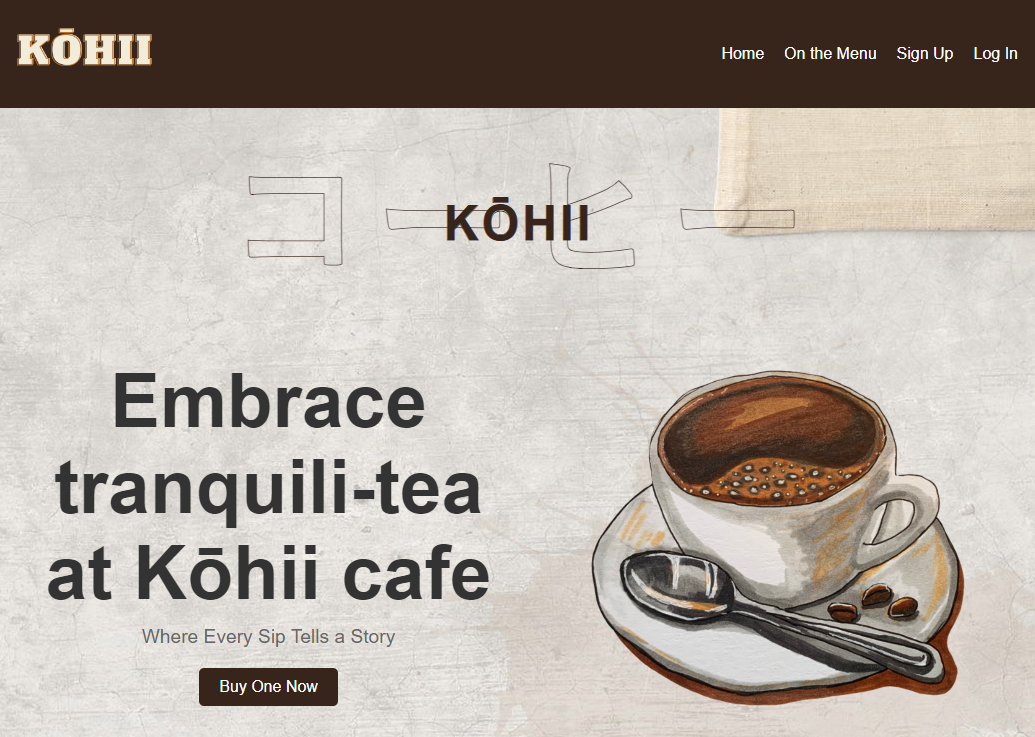 KŌHII
Home On the Menu Sign Up Log In
コーヒー
KŌHII
Embrace
tranquili-tea
at Kōhii cafe
Where Every Sip Tells a Story
Buy One Now